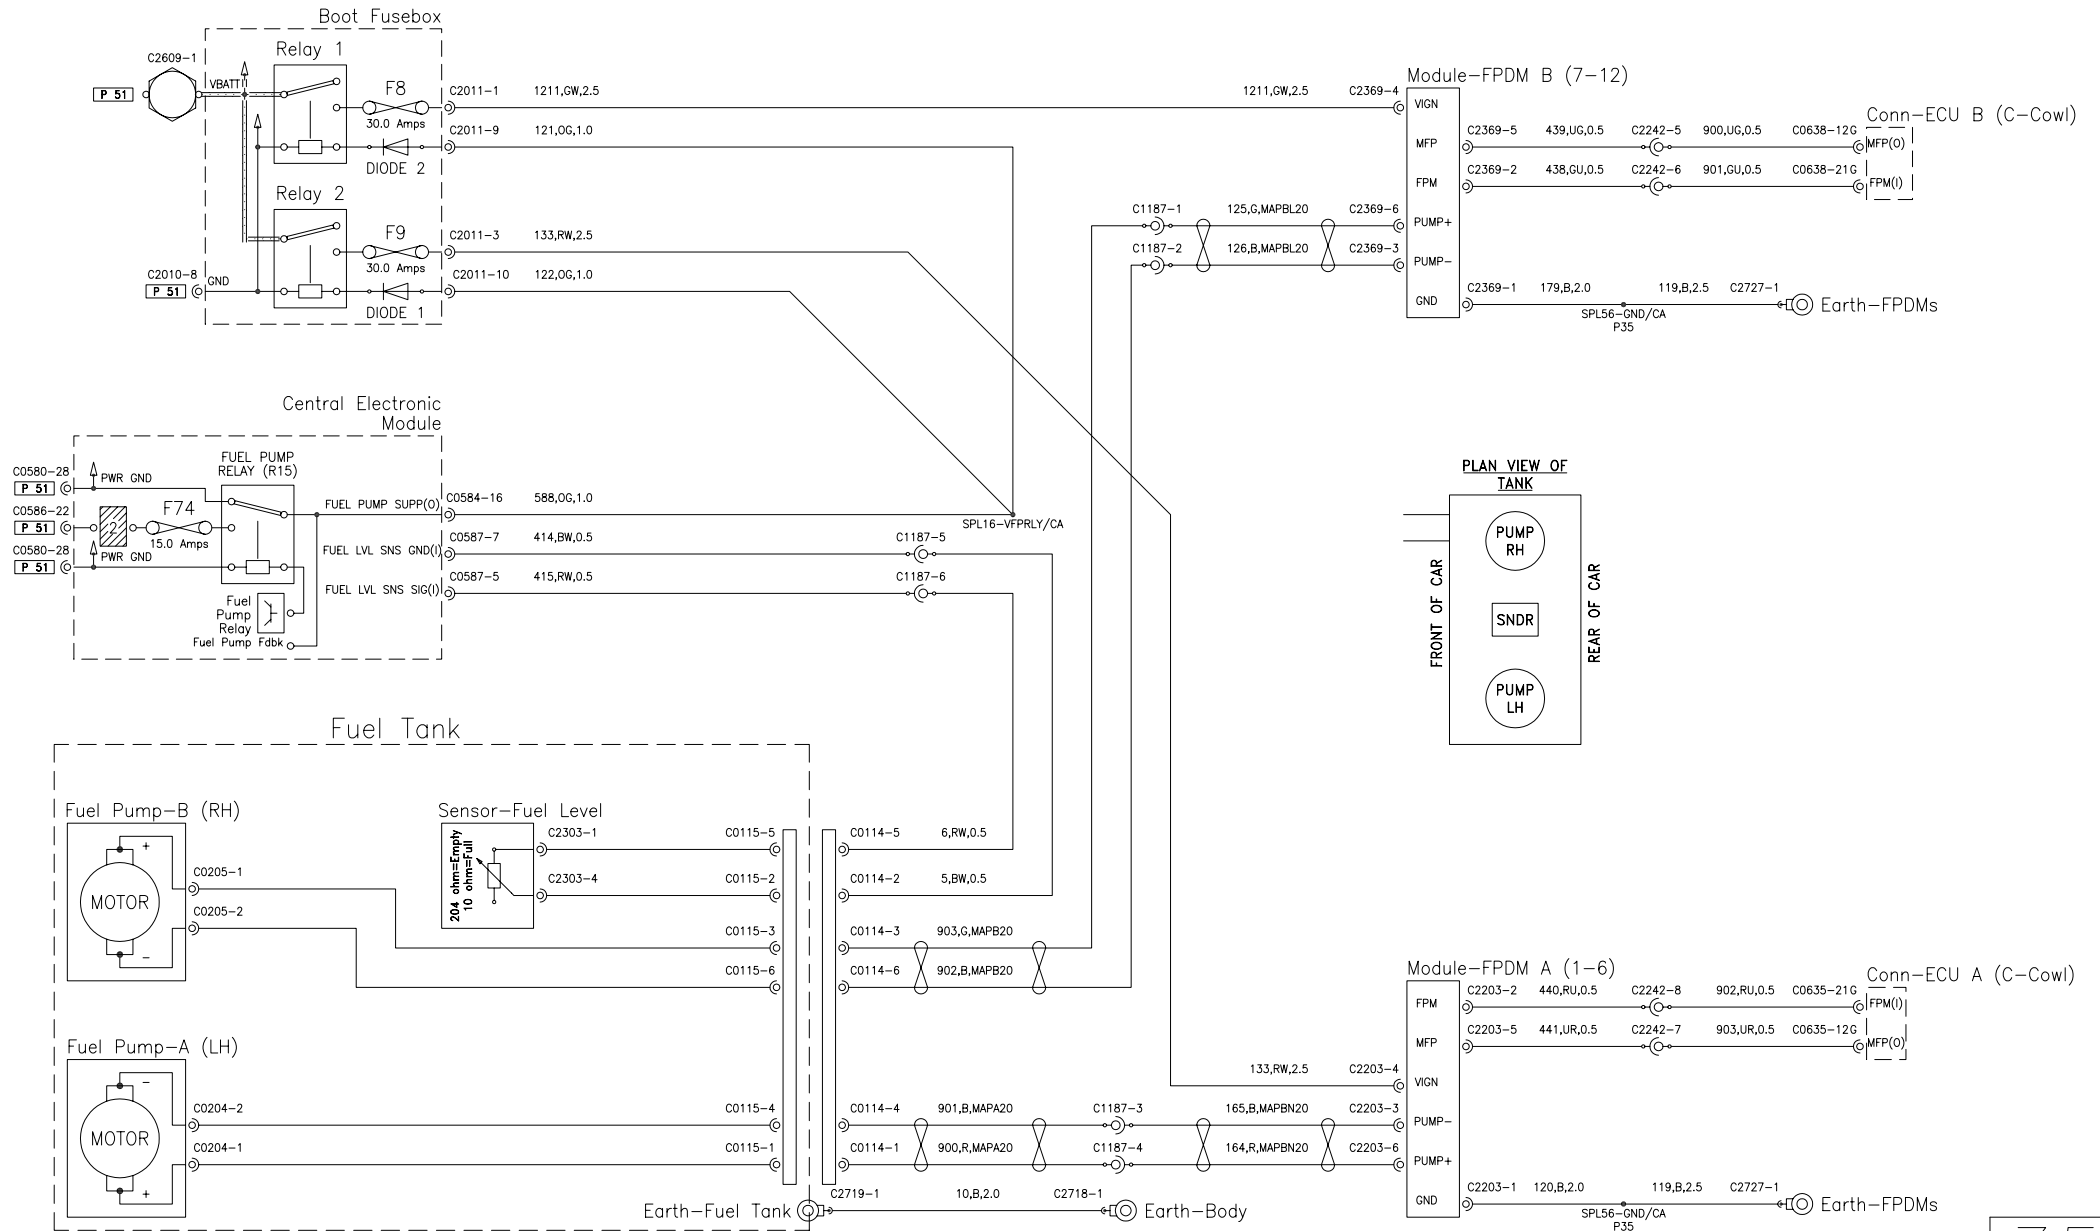 Boot Fusebox
C2609-1
P 51
VBATT
Relay 1
F8
30.0 Amps
DIODE 2
C2011-1 1211,GW,2.5
C2011-9 121,OG,1.0
Relay 2
F9
30.0 Amps
DIODE 1
C2011-3 133,RW,2.5
C2011-10 122,OG,1.0
C2010-8
P 51
GND
1211,GW,2.5 C2369-4
Module-FPDM B (7-12)
VIGN
MFP
FPM
PUMP+
PUMP-
GND
C2369-5 439,UG,0.5 C2242-5 900,UG,0.5 C0638-12G
C2369-2 438,GU,0.5 C2242-6 901,GU,0.5 C0638-21G
Conn-ECU B (C-Cowl)
MFP(O)
FPM(I)
C1187-1 125,G,MAPBL20 C2369-6
C1187-2 126,B,MAPBL20 C2369-3
C2369-1 179,B,2.0 119,B,2.5 C2727-1
SPL56-GND/CA
P35
Earth-FPDMs
Central Electronic
Module
C0580-28
P 51
PWR GND
C0586-22
P 51
2
F74
15.0 Amps
C0580-28
P 51
PWR GND
FUEL PUMP
RELAY (R15)
Fuel
Pump
Relay
Fuel Pump Fdbk
FUEL PUMP SUPP(O)
C0584-16 588,OG,1.0
SPL16-VFPRLY/CA
FUEL LVL SNS GND(I)
C0587-7 414,BW,0.5 C1187-5
FUEL LVL SNS SIG(I)
C0587-5 415,RW,0.5 C1187-6
PLAN VIEW OF
TANK
PUMP
RH
SNDR
PUMP
LH
FRONT OF CAR
REAR OF CAR
Fuel Tank
Fuel Pump-B (RH)
+
MOTOR
-
C0205-1
C0205-2
Sensor-Fuel Level
204 ohm=Empty
10 ohm=Full
C2303-1 C0115-5 C0114-5 6,RW,0.5
C2303-4 C0115-2 C0114-2 5,BW,0.5
C0115-3 C0114-3 903,G,MAPB20
C0115-6 C0114-6 902,B,MAPB20
Fuel Pump-A (LH)
-
MOTOR
+
C0204-2 C0115-4 C0114-4 901,B,MAPA20 C1187-3 165,B,MAPBN20 C2203-3
C0204-1 C0115-1 C0114-1 900,R,MAPA20 C1187-4 164,R,MAPBN20 C2203-6
133,RW,2.5 C2203-4
Module-FPDM A (1-6)
FPM
MFP
VIGN
PUMP-
PUMP+
GND
C2203-2 440,RU,0.5 C2242-8 902,RU,0.5 C0635-21G
C2203-5 441,UR,0.5 C2242-7 903,UR,0.5 C0635-12G
Conn-ECU A (C-Cowl)
FPM(I)
MFP(O)
Earth-Fuel Tank
C2719-1 10,B,2.0 C2718-1
Earth-Body
C2203-1 120,B,2.0 119,B,2.5 C2727-1
SPL56-GND/CA
P35
Earth-FPDMs